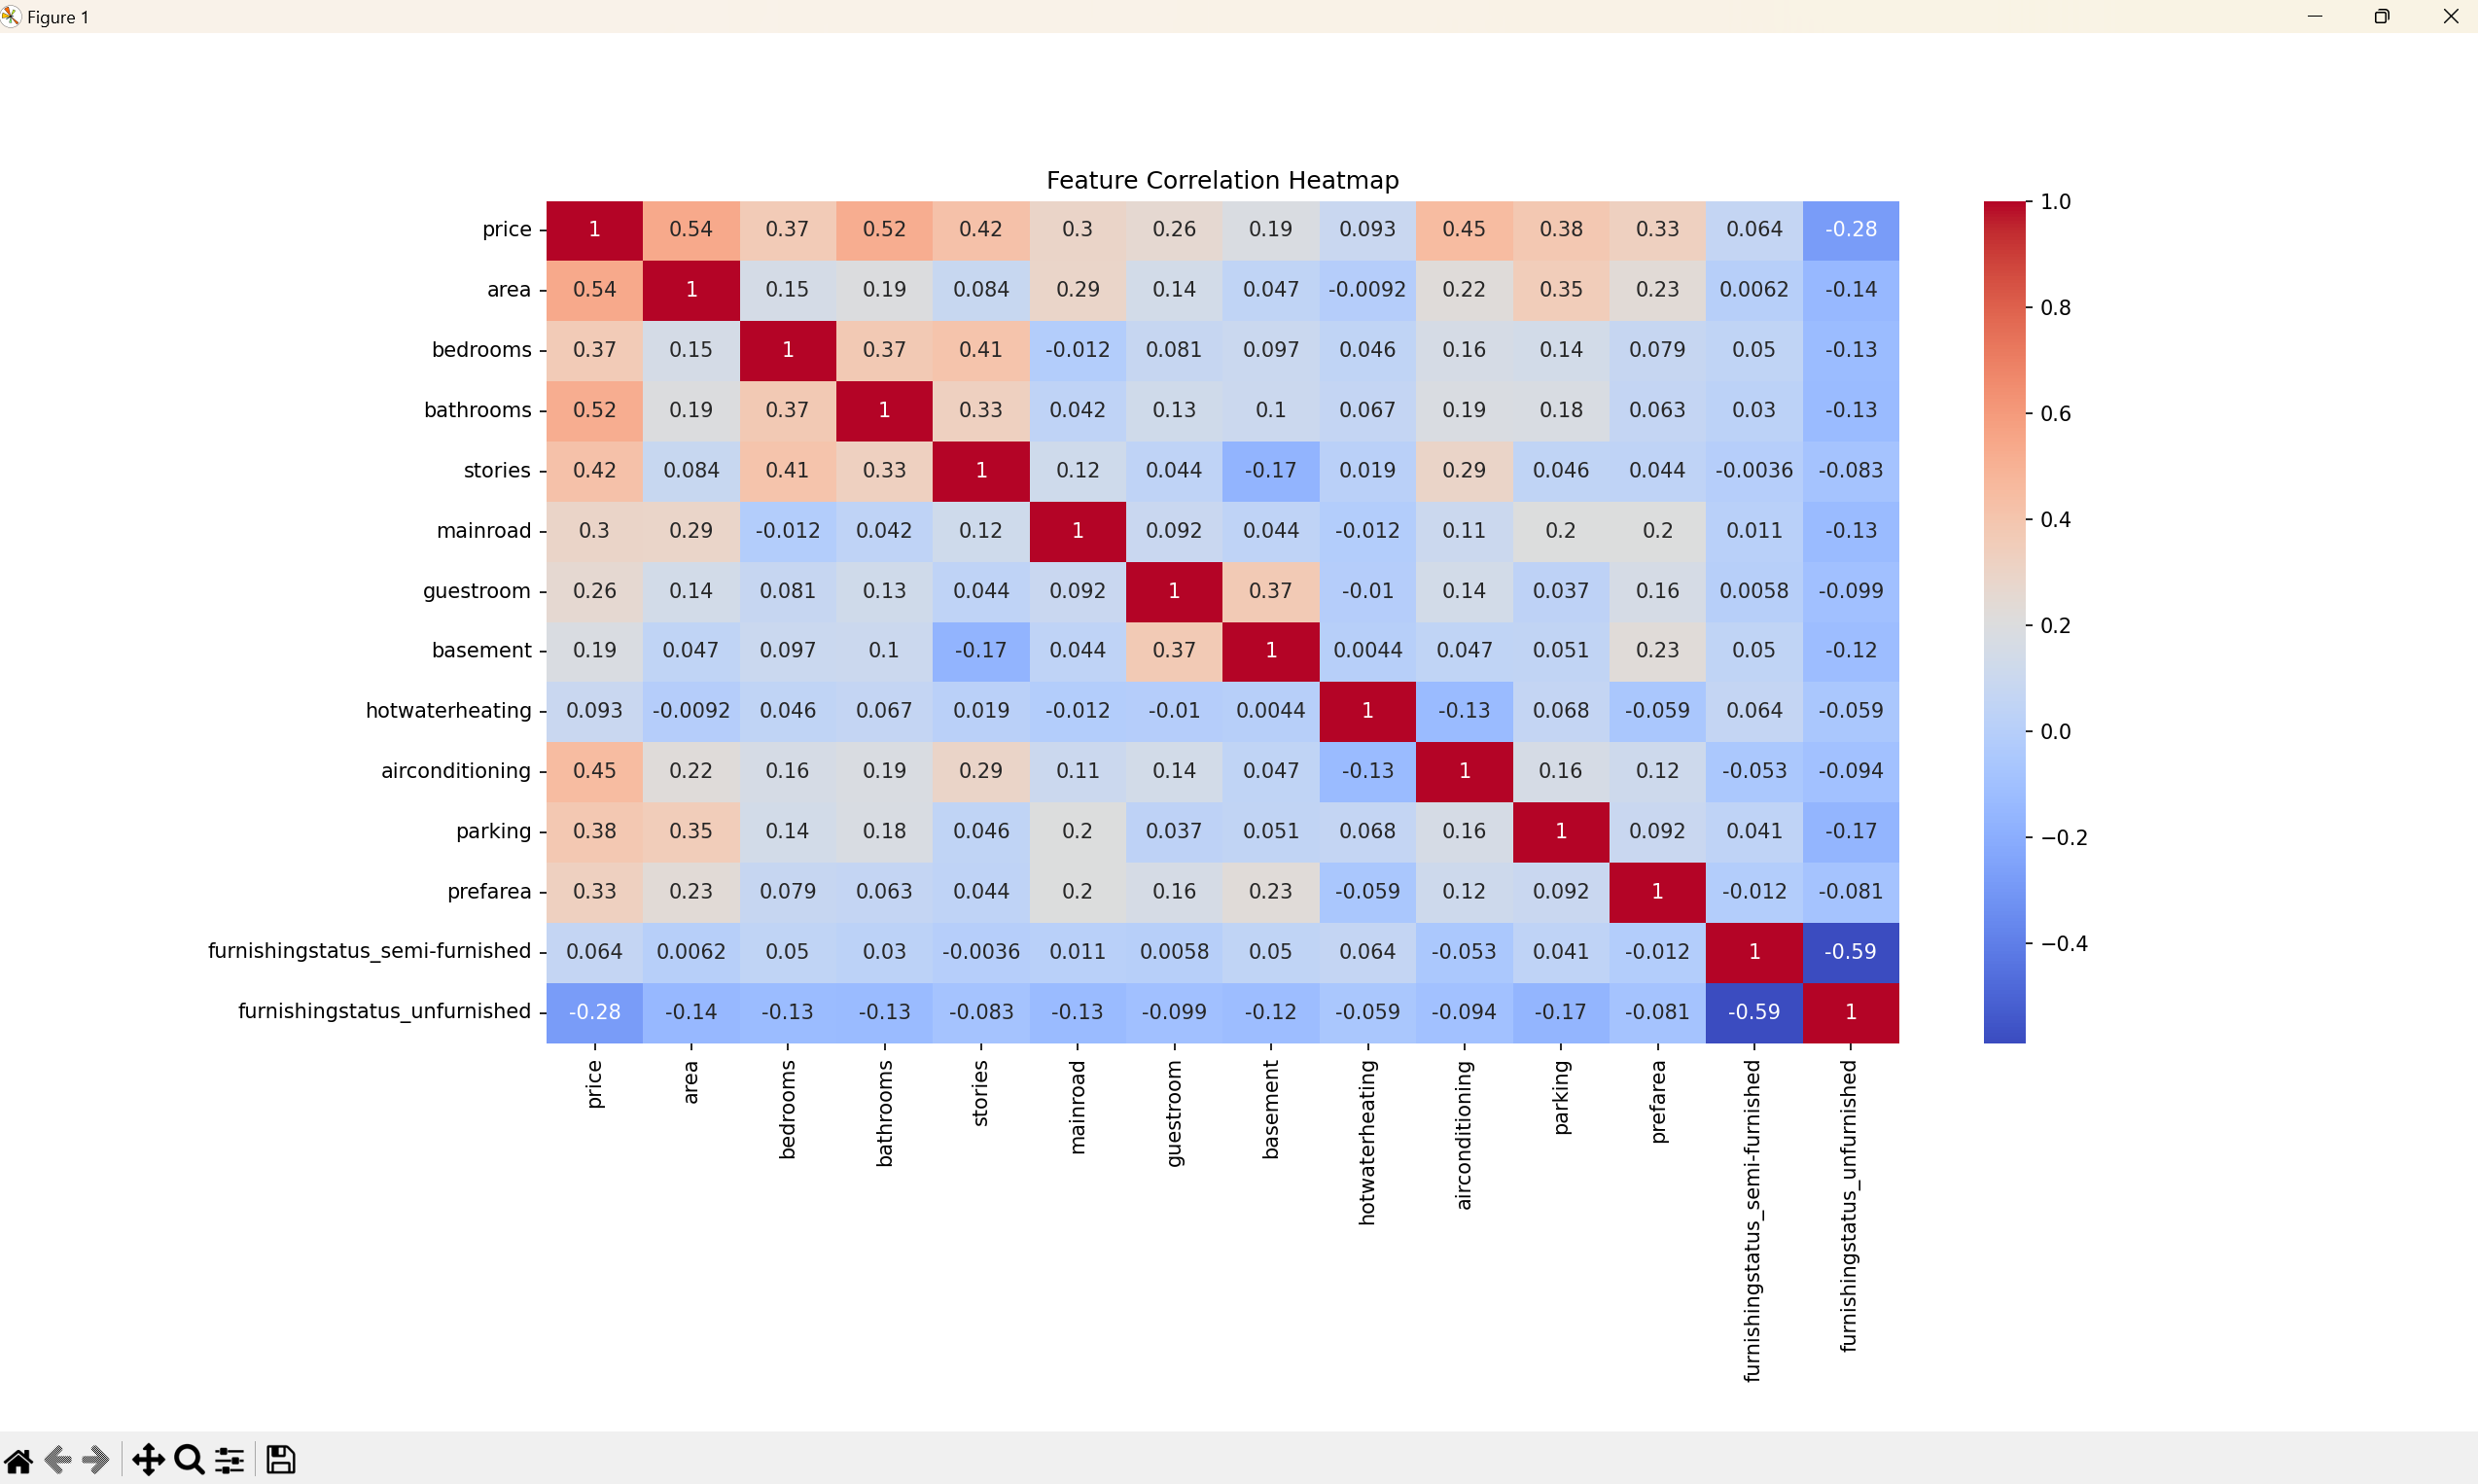 Figure 1
Feature Correlation Heatmap
price 1 0.54 0.37 0.52 0.42 0.3 0.26 0.19 0.093 0.45 0.38 0.33 0.064 -0.28
area 0.54 1 0.15 0.19 0.084 0.29 0.14 0.047 -0.0092 0.22 0.35 0.23 0.0062 -0.14
bedrooms 0.37 0.15 1 0.37 0.41 -0.012 0.081 0.097 0.046 0.16 0.14 0.079 0.05 -0.13
bathrooms 0.52 0.19 0.37 1 0.33 0.042 0.13 0.1 0.067 0.19 0.18 0.063 0.03 -0.13
stories 0.42 0.084 0.41 0.33 1 0.12 0.044 -0.17 0.019 0.29 0.046 0.044 -0.0036 -0.083
mainroad 0.3 0.29 -0.012 0.042 0.12 1 0.092 0.044 -0.012 0.11 0.2 0.2 0.011 -0.13
guestroom 0.26 0.14 0.081 0.13 0.044 0.092 1 0.37 -0.01 0.14 0.037 0.16 0.0058 -0.099
basement 0.19 0.047 0.097 0.1 -0.17 0.044 0.37 1 0.0044 0.047 0.051 0.23 0.05 -0.12
hotwaterheating 0.093 -0.0092 0.046 0.067 0.019 -0.012 -0.01 0.0044 1 -0.13 0.068 -0.059 0.064 -0.059
airconditioning 0.45 0.22 0.16 0.19 0.29 0.11 0.14 0.047 -0.13 1 0.16 0.12 -0.053 -0.094
parking 0.38 0.35 0.14 0.18 0.046 0.2 0.037 0.051 0.068 0.16 1 0.092 0.041 -0.17
prefarea 0.33 0.23 0.079 0.063 0.044 0.2 0.16 0.23 -0.059 0.12 0.092 1 -0.012 -0.081
furnishingstatus_semi-furnished 0.064 0.0062 0.05 0.03 -0.0036 0.011 0.0058 0.05 0.064 -0.053 0.041 -0.012 1 -0.59
furnishingstatus_unfurnished -0.28 -0.14 -0.13 -0.13 -0.083 -0.13 -0.099 -0.12 -0.059 -0.094 -0.17 -0.081 -0.59 1
price
area
bedrooms
bathrooms
stories
mainroad
guestroom
basement
hotwaterheating
airconditioning
parking
prefarea
furnishingstatus_semi-furnished
furnishingstatus_unfurnished
1.0
0.8
0.6
0.4
0.2
0.0
−0.2
−0.4